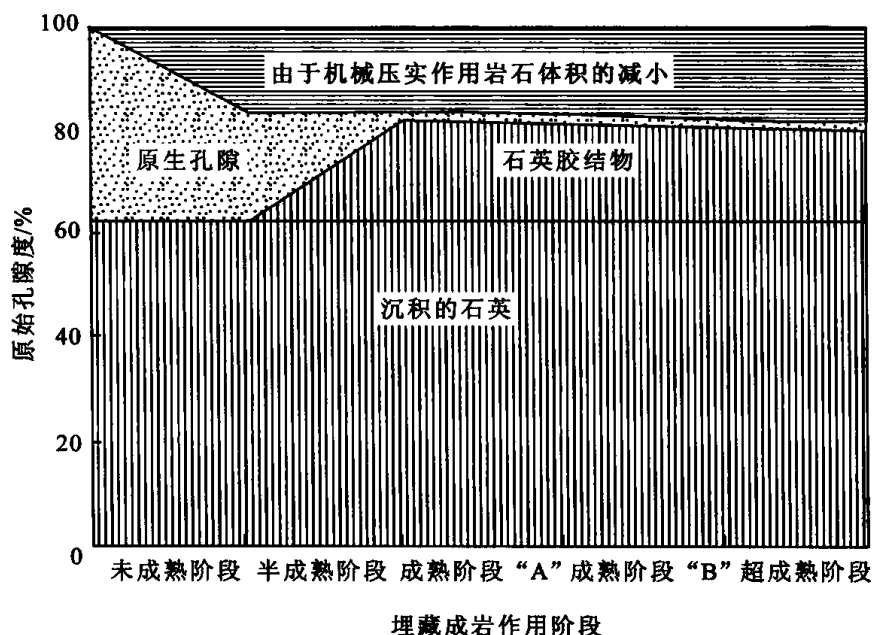 100
由于机械压实作用岩石体积的减小
80
原生孔隙
石英胶结物
60
原始孔隙度/%
沉积的石英
40
20
0
未成熟阶段 半成熟阶段 成熟阶段 “A” 成熟阶段 “B” 超成熟阶段
埋藏成岩作用阶段